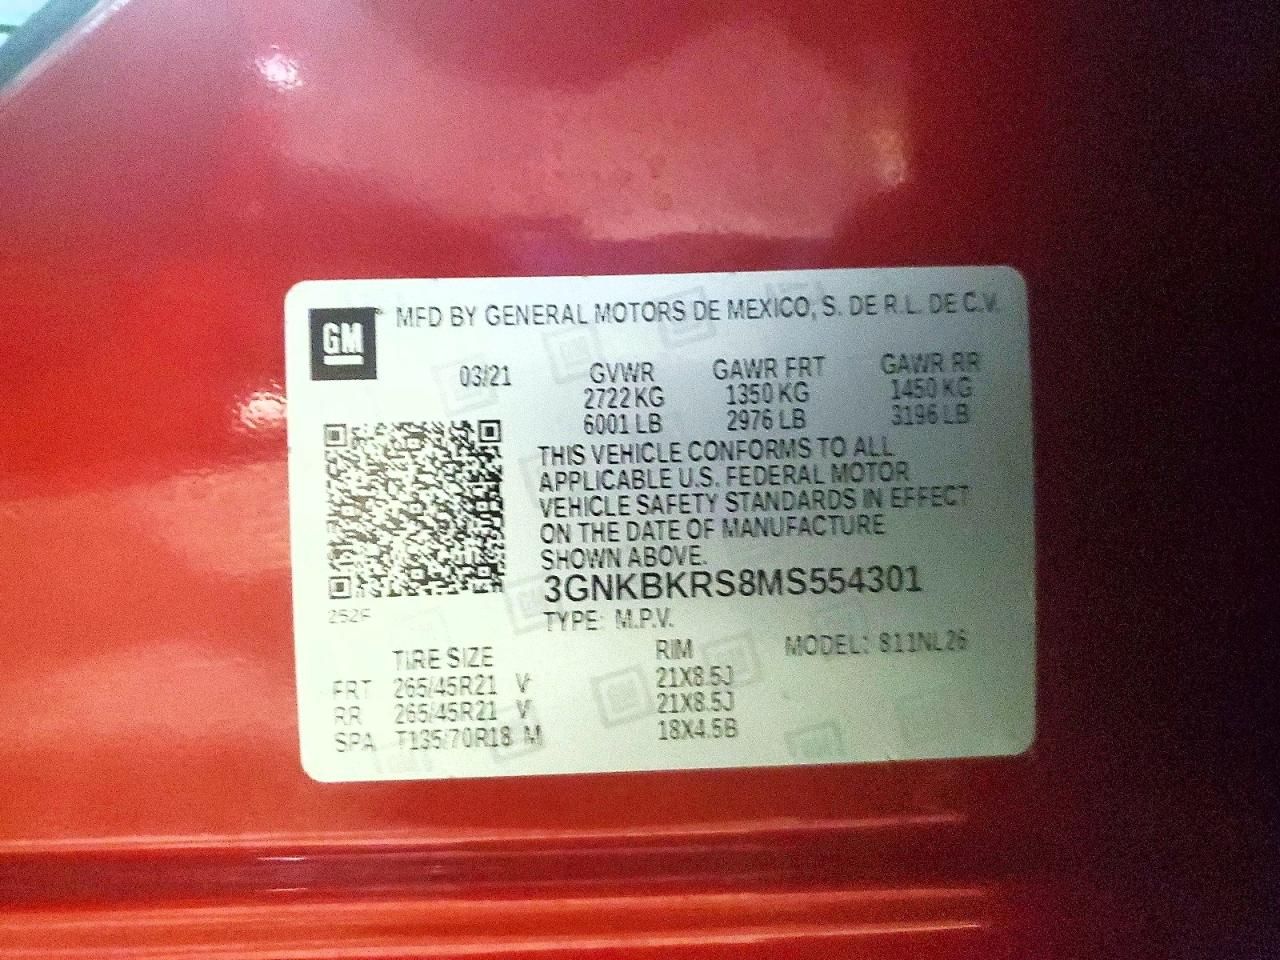 GM
MFD BY GENERAL MOTORS DE MEXICO, S. DE R.L. DE C.V.
03/21 GVWR GAWR FRT GAWR RR
2722 KG 1350 KG 1450 KG
6001 LB 2976 LB 3196 LB
THIS VEHICLE CONFORMS TO ALL
APPLICABLE U.S. FEDERAL MOTOR
VEHICLE SAFETY STANDARDS IN EFFECT
ON THE DATE OF MANUFACTURE
SHOWN ABOVE.
3GNKBKRS8MS554301
252F
TYPE: M.P.V.
TIRE SIZE RIM MODEL: 811NL26
FRT 265/45R21 V 21X8.5J
RR 265/45R21 V 21X8.5J
SPA T135/70R18 M 18X4.5B